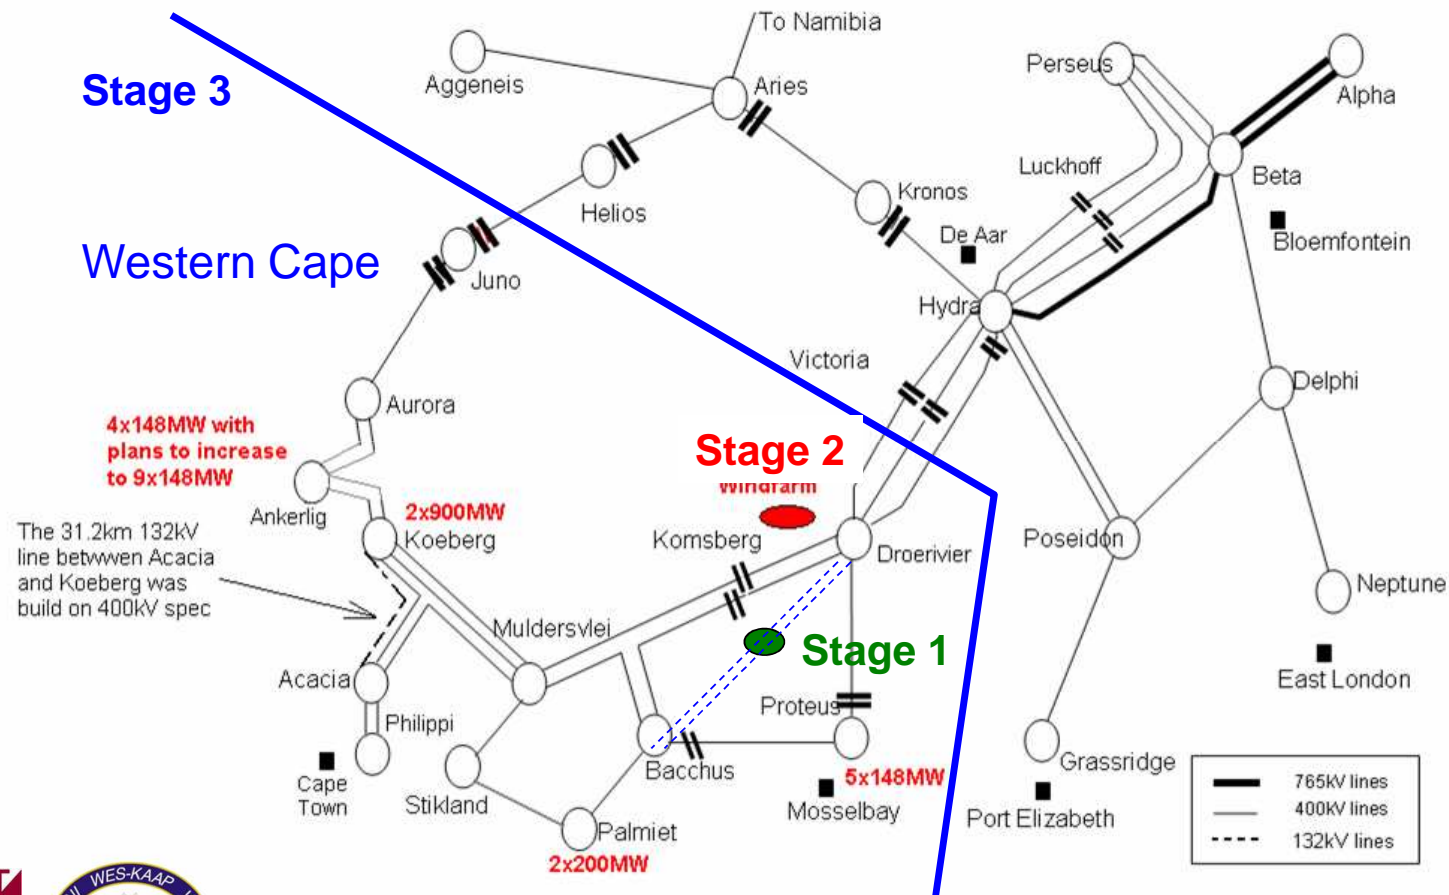 To Namibia
Perseus
Aggeneis
Aries
Alpha
Stage 3
Luckhoff
Beta
Kronos
Helios
De Aar
Bloemfontein
Western Cape
Juno
Hydra
Victoria
Delphi
Aurora
4x148MW with
plans to increase
to 9x148MW
Stage 2
Windfarm
Ankerlig
2x900MW
Koeberg
Komsberg
Droerivier
Poseidon
The 31.2km 132kV
line betwwen Acacia
and Koeberg was
build on 400kV spec
Neptune
Muldersvlei
Stage 1
Acacia
East London
Philippi
Proteus
Bacchus
5x148MW
Grassridge
Cape
Town
Stikland
Mosselbay
Port Elizabeth
Palmiet
2x200MW
765kV lines
400kV lines
132kV lines
WES-KAAP